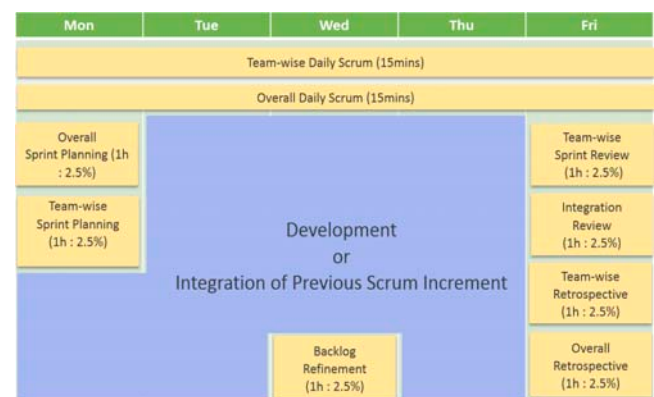 Mon Tue Wed Thu Fri
Team-wise Daily Scrum (15mins)
Overall Daily Scrum (15mins)
Overall
Sprint Planning (1h
: 2.5%)
Team-wise
Sprint Planning
(1h : 2.5%)
Development
or
Integration of Previous Scrum Increment
Backlog
Refinement
(1h : 2.5%)
Team-wise
Sprint Review
(1h : 2.5%)
Integration
Review
(1h : 2.5%)
Team-wise
Retrospective
(1h : 2.5%)
Overall
Retrospective
(1h : 2.5%)